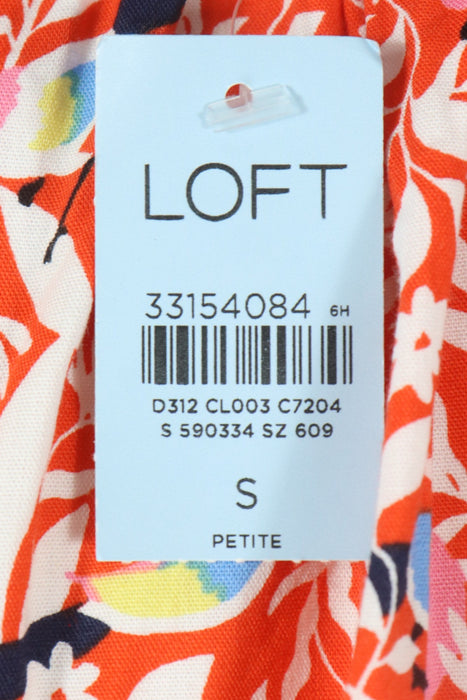 LOFT
33154084 6H
D312 CL003 C7204
S 590334 SZ 609
S
PETITE